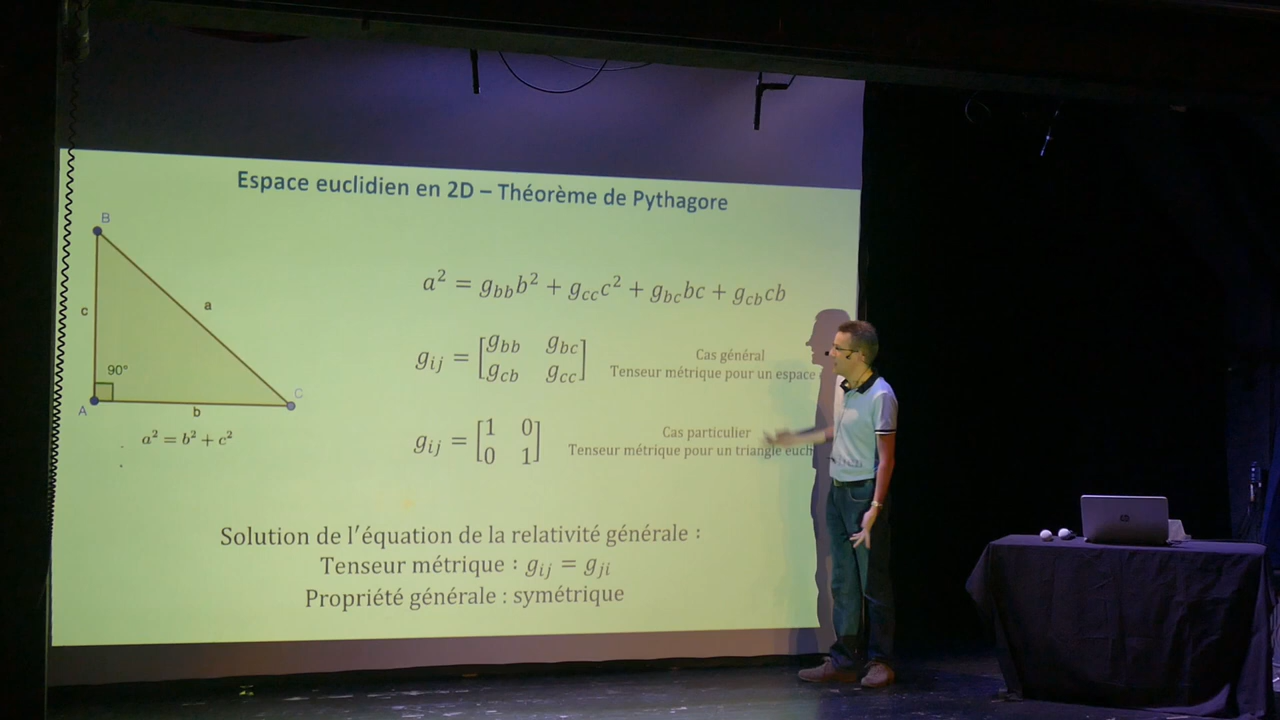 Espace euclidien en 2D – Théorème de Pythagore
B
c
a
90°
A
b
C
a² = b² + c²
a² = g_bb b² + g_cc c² + g_bc bc + g_cb cb
g_ij = [g_bb g_bc
g_cb g_cc]
Cas général
Tenseur métrique pour un espace
g_ij = [1 0
0 1]
Cas particulier
Tenseur métrique pour un triangle
Solution de l'équation de la relativité générale :
Tenseur métrique : g_ij = g_ji
Propriété générale : symétrique
hp